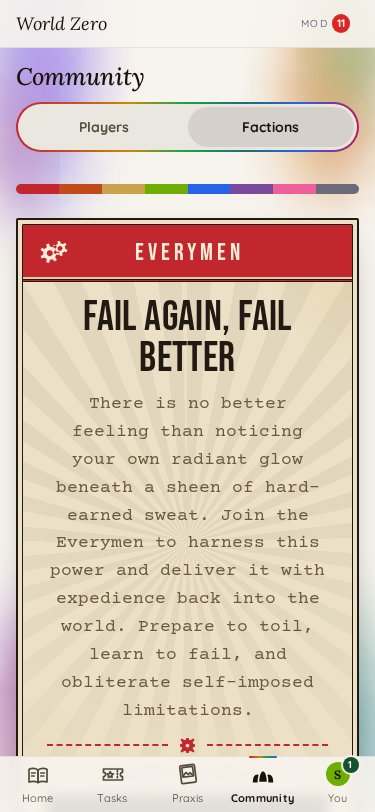 World Zero
MOD 11
Community
Players Factions
EVERYMEN
FAIL AGAIN, FAIL
BETTER
There is no better
feeling than noticing
your own radiant glow
beneath a sheen of hard-
earned sweat. Join the
Everymen to harness this
power and deliver it with
expedience back into the
world. Prepare to toil,
learn to fail, and
obliterate self-imposed
limitations.
S 1
Home Tasks Praxis Community You